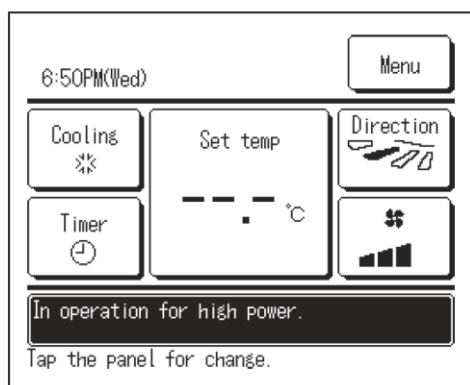 6:50PM(Wed)
Menu
Cooling
Set temp
Direction
--.-℃
Timer
In operation for high power.
Tap the panel for change.